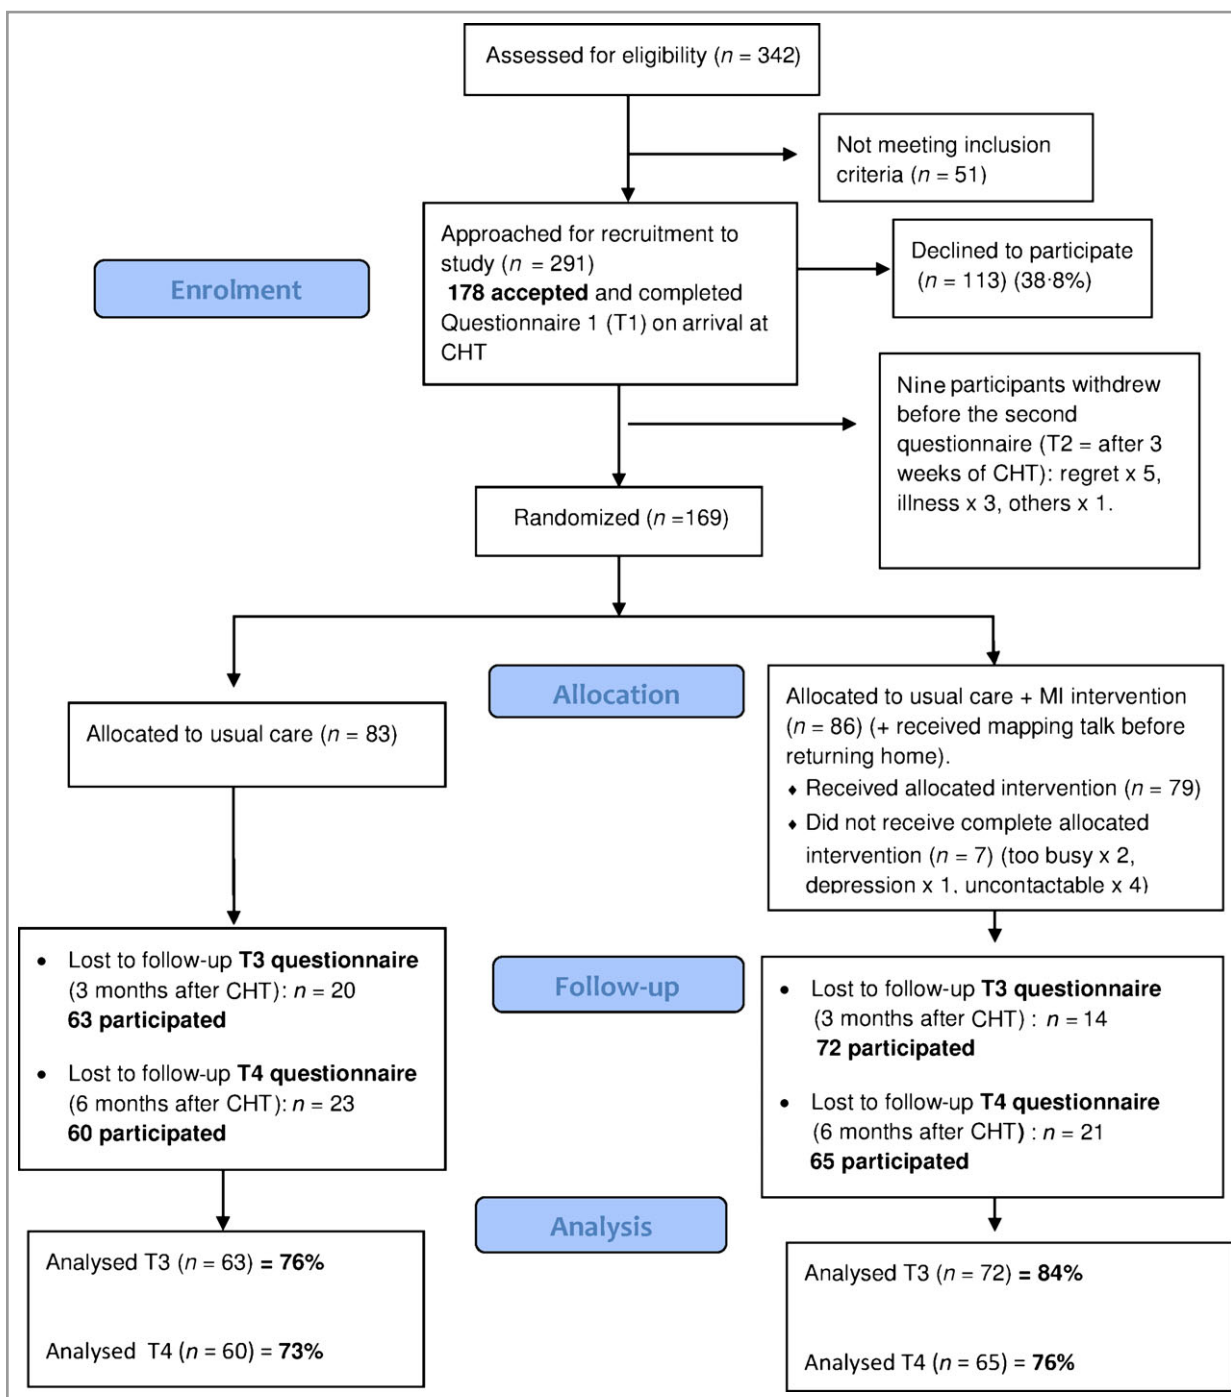 Assessed for eligibility (n = 342)
Not meeting inclusion
criteria (n = 51)
Approached for recruitment to
study (n = 291)
178 accepted and completed
Questionnaire 1 (T1) on arrival at
CHT
Declined to participate
(n = 113) (38·8%)
Enrolment
Nine participants withdrew
before the second
questionnaire (T2 = after 3
weeks of CHT): regret x 5,
illness x 3, others x 1.
Randomized (n =169)
Allocation
Allocated to usual care (n = 83)
Allocated to usual care + MI intervention
(n = 86) (+ received mapping talk before
returning home).
♦ Received allocated intervention (n = 79)
♦ Did not receive complete allocated
intervention (n = 7) (too busy x 2,
depression x 1, uncontactable x 4)
Follow-up
• Lost to follow-up T3 questionnaire
(3 months after CHT): n = 20
63 participated
• Lost to follow-up T4 questionnaire
(6 months after CHT): n = 23
60 participated
• Lost to follow-up T3 questionnaire
(3 months after CHT) : n = 14
72 participated
• Lost to follow-up T4 questionnaire
(6 months after CHT) : n = 21
65 participated
Analysis
Analysed T3 (n = 63) = 76%
Analysed T4 (n = 60) = 73%
Analysed T3 (n = 72) = 84%
Analysed T4 (n = 65) = 76%